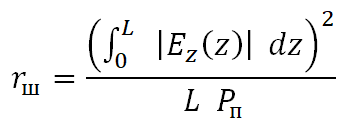 r_ш = (∫_0^L |E_z(z)| dz)^2 / L P_п